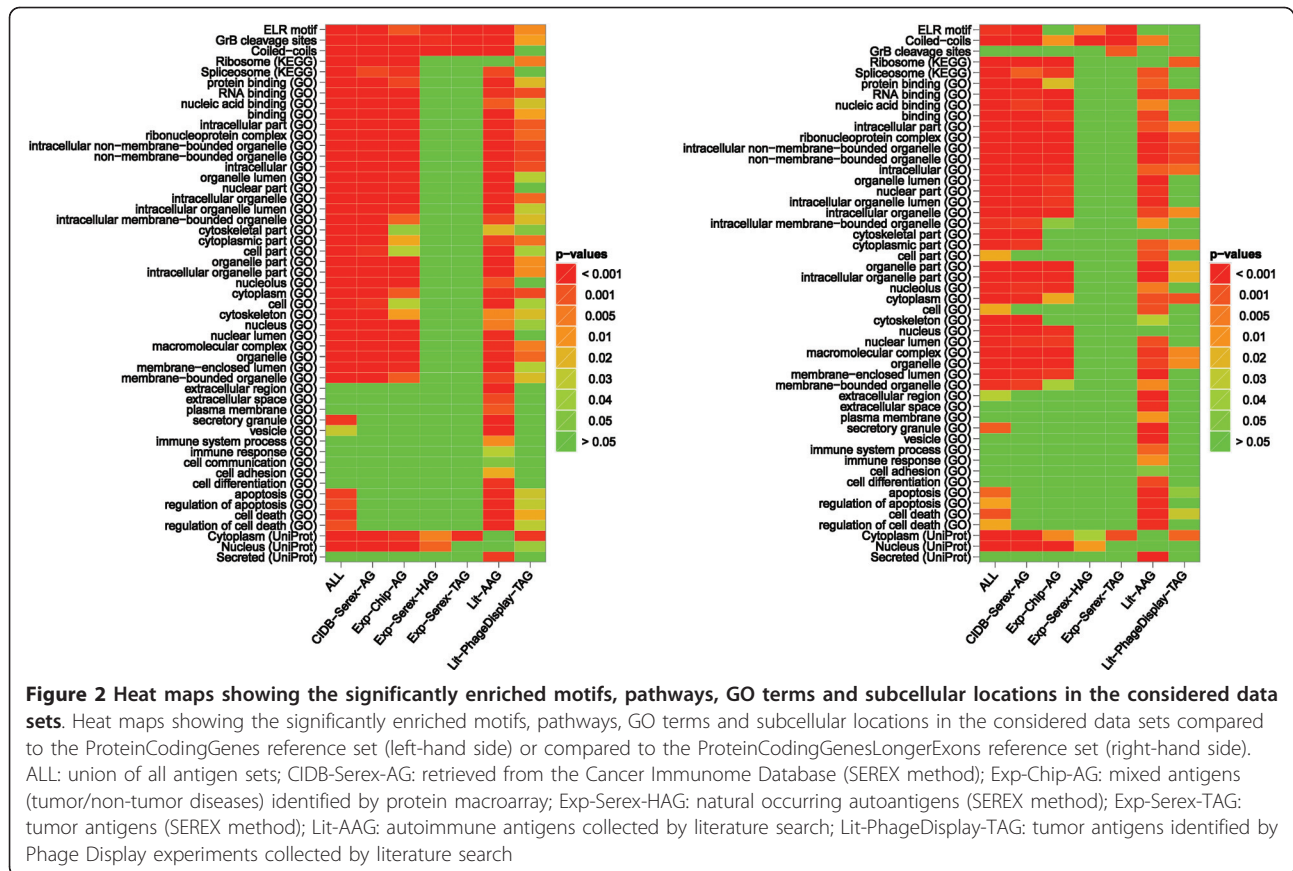 ELR motif
GrB cleavage sites
Coiled-coils
Ribosome (KEGG)
Spliceosome (KEGG)
protein binding (GO)
RNA binding (GO)
nucleic acid binding (GO)
binding (GO)
intracellular part (GO)
ribonucleoprotein complex (GO)
intracellular non-membrane-bounded organelle (GO)
non-membrane-bounded organelle (GO)
intracellular (GO)
organelle lumen (GO)
nuclear part (GO)
intracellular organelle (GO)
intracellular organelle lumen (GO)
intracellular membrane-bounded organelle (GO)
cytoskeletal part (GO)
cytoplasmic part (GO)
cell part (GO)
organelle part (GO)
intracellular organelle part (GO)
nucleolus (GO)
cytoplasm (GO)
cell (GO)
cytoskeleton (GO)
nucleus (GO)
nuclear lumen (GO)
macromolecular complex (GO)
organelle (GO)
membrane-enclosed lumen (GO)
membrane-bounded organelle (GO)
extracellular region (GO)
extracellular space (GO)
plasma membrane (GO)
secretory granule (GO)
vesicle (GO)
immune system process (GO)
immune response (GO)
cell communication (GO)
cell adhesion (GO)
cell differentiation (GO)
apoptosis (GO)
regulation of apoptosis (GO)
cell death (GO)
regulation of cell death (GO)
Cytoplasm (UniProt)
Nucleus (UniProt)
Secreted (UniProt)
ALL
CIDB-Serex-AG
Exp-Chip-AG
Exp-Serex-HAG
Exp-Serex-TAG
Lit-AAG
Lit-PhageDisplay-TAG
p-values
< 0.001
0.001
0.005
0.01
0.02
0.03
0.04
0.05
> 0.05
ELR motif
Coiled-coils
GrB cleavage sites
Ribosome (KEGG)
Spliceosome (KEGG)
protein binding (GO)
RNA binding (GO)
nucleic acid binding (GO)
binding (GO)
intracellular part (GO)
ribonucleoprotein complex (GO)
intracellular non-membrane-bounded organelle (GO)
non-membrane-bounded organelle (GO)
intracellular (GO)
organelle lumen (GO)
nuclear part (GO)
intracellular organelle lumen (GO)
intracellular organelle (GO)
intracellular membrane-bounded organelle (GO)
cytoskeletal part (GO)
cytoplasmic part (GO)
cell part (GO)
organelle part (GO)
intracellular organelle part (GO)
nucleolus (GO)
cytoplasm (GO)
cell (GO)
cytoskeleton (GO)
nucleus (GO)
nuclear lumen (GO)
macromolecular complex (GO)
organelle (GO)
membrane-enclosed lumen (GO)
membrane-bounded organelle (GO)
extracellular region (GO)
extracellular space (GO)
plasma membrane (GO)
secretory granule (GO)
vesicle (GO)
immune system process (GO)
immune response (GO)
cell adhesion (GO)
cell differentiation (GO)
apoptosis (GO)
regulation of apoptosis (GO)
cell death (GO)
regulation of cell death (GO)
Cytoplasm (UniProt)
Nucleus (UniProt)
Secreted (UniProt)
ALL
CIDB-Serex-AG
Exp-Chip-AG
Exp-Serex-HAG
Exp-Serex-TAG
Lit-AAG
Lit-PhageDisplay-TAG
p-values
< 0.001
0.001
0.005
0.01
0.02
0.03
0.04
0.05
> 0.05
Figure 2 Heat maps showing the significantly enriched motifs, pathways, GO terms and subcellular locations in the considered data
sets. Heat maps showing the significantly enriched motifs, pathways, GO terms and subcellular locations in the considered data sets compared
to the ProteinCodingGenes reference set (left-hand side) or compared to the ProteinCodingGenesLongerExons reference set (right-hand side).
ALL: union of all antigen sets; CIDB-Serex-AG: retrieved from the Cancer Immunome Database (SEREX method); Exp-Chip-AG: mixed antigens
(tumor/non-tumor diseases) identified by protein macroarray; Exp-Serex-HAG: natural occurring autoantigens (SEREX method); Exp-Serex-TAG:
tumor antigens (SEREX method); Lit-AAG: autoimmune antigens collected by literature search; Lit-PhageDisplay-TAG: tumor antigens identified by
Phage Display experiments collected by literature search